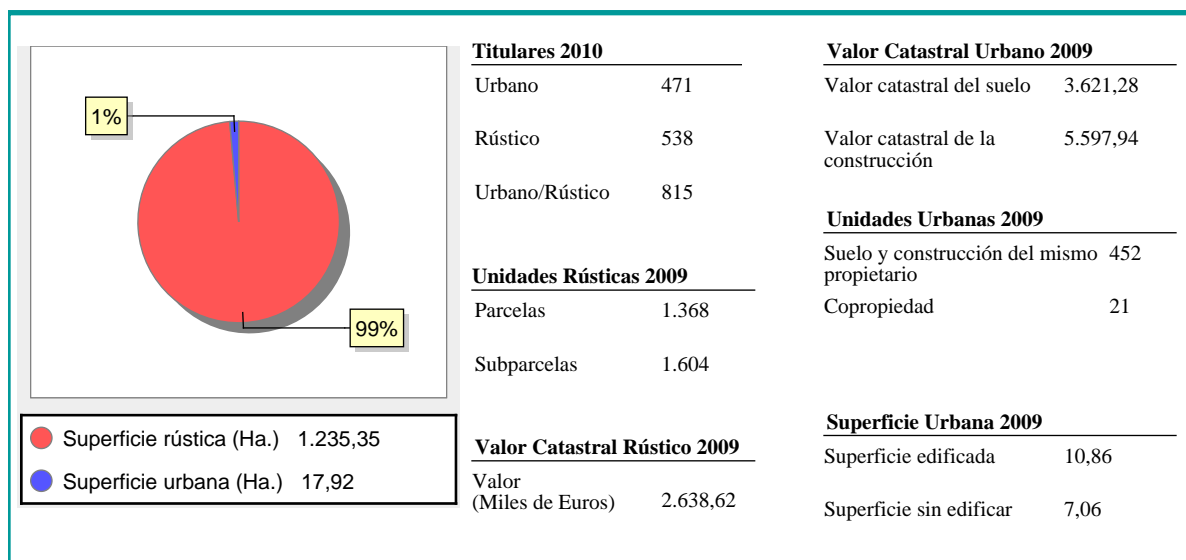 1%
99%
Superficie rústica (Ha.) 1.235,35
Superficie urbana (Ha.) 17,92
Titulares 2010
Urbano 471
Rústico 538
Urbano/Rústico 815
Unidades Rústicas 2009
Parcelas 1.368
Subparcelas 1.604
Valor Catastral Rústico 2009
Valor
(Miles de Euros) 2.638,62
Valor Catastral Urbano 2009
Valor catastral del suelo 3.621,28
Valor catastral de la 5.597,94
construcción
Unidades Urbanas 2009
Suelo y construcción del mismo 452
propietario
Copropiedad 21
Superficie Urbana 2009
Superficie edificada 10,86
Superficie sin edificar 7,06